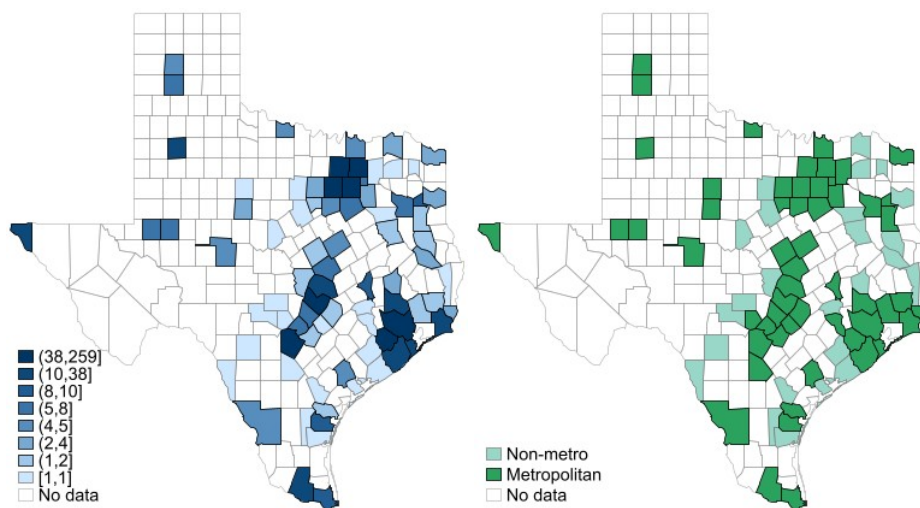 (38,259]
(10,38]
(8,10]
(5,8]
(4,5]
(2,4]
(1,2]
[1,1]
No data
Non-metro
Metropolitan
No data